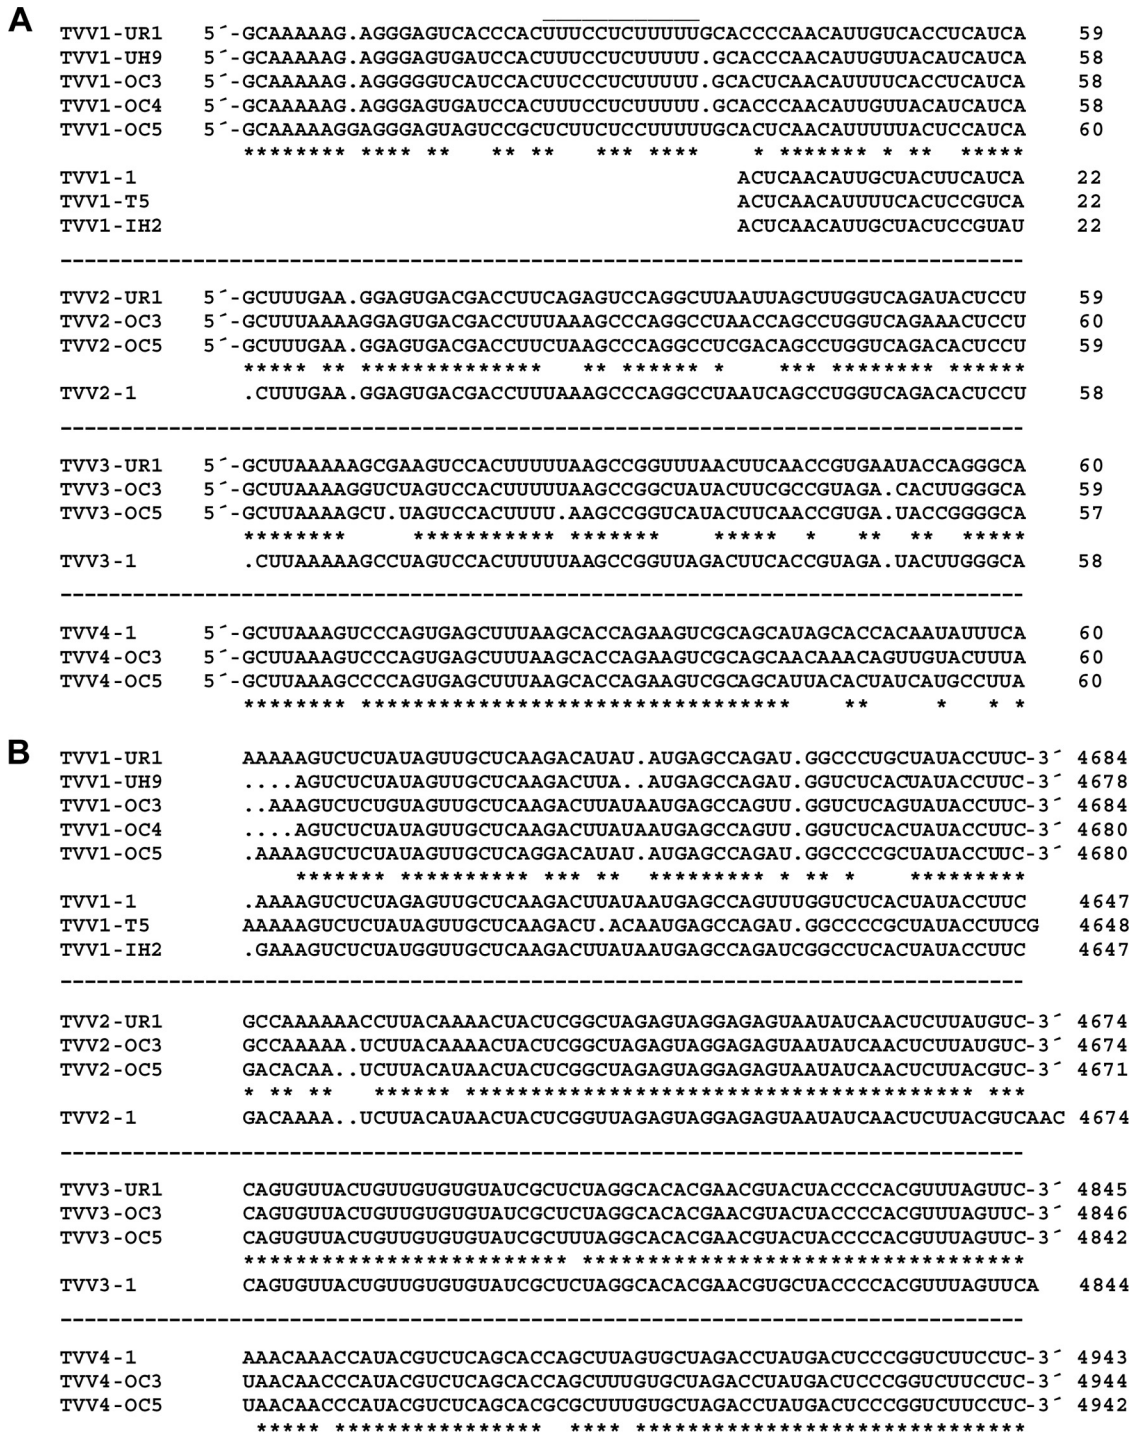 A
TVV1-UR1 5´-GCAAAAAG.AGGGAGUCACCCACUUUCCUCUUUUUGCACCCCAACAUUGUCACCUCAUCA 59
TVV1-UH9 5´-GCAAAAAG.AGGGAGUGAUCCACUUUCCUCUUUUU.GCACCCAACAUUGUUACAUCAUCA 58
TVV1-OC3 5´-GCAAAAAG.AGGGGGUCAUCCACUUUCCCUCUUUUU.GCACUCAACAUUUUCACCUCAUCA 58
TVV1-OC4 5´-GCAAAAAG.AGGGAGUGAUCCACUUUCCUCUUUUU.GCACCCAACAUUGUUACAUCAUCA 58
TVV1-OC5 5´-GCAAAAAGGAGGGAGUAGUCCGCUCUUCUCCUUUUUGCACUCAACAUUUUUACUCCAUCA 60
******** **** ** ** ** *** **** * ******* * ** *****
TVV1-1 ACUCAACAUUGCUACUUCAUCA 22
TVV1-T5 ACUCAACAUUUUCACUCCGUCA 22
TVV1-IH2 ACUCAACAUUGCUACUCCGUAU 22
TVV2-UR1 5´-GCUUUGAA.GGAGUGACGACCUUCAGAGUCCAGGCUUAAUUAGCUUGGUCAGAUACUCCU 59
TVV2-OC3 5´-GCUUUAAAAGGAGUGACGACCUUUAAAGCCCAGGCCUAACCAGCCUGGUCAGAAACUCCU 60
TVV2-OC5 5´-GCUUUGAA.GGAGUGACGACCUUCUAAGCCCAGGCCUCGACAGCCUGGUCAGACACUCCU 59
***** ** ************** ** ****** * *** ******** ******
TVV2-1 .CUUUGAA.GGAGUGACGACCUUUAAAGCCCAGGCCUAAUCAGCCUGGUCAGACACUCCU 58
TVV3-UR1 5´-GCUUAAAAAGCGAAGUCCACUUUUUAAGCCGGUUUAACUUCAACCGUGAAUACCAGGGCA 60
TVV3-OC3 5´-GCUUAAAAGGUCUAGUCCACUUUUUAAGCCGGCUAUACUUCGCCGUAGA.CACUUGGGCA 59
TVV3-OC5 5´-GCUUAAAAGCU.UAGUCCACUUUU.AAGCCGGUCAUACUUCAACCGUGA.UACCGGGGCA 57
******** *********** ******* ***** * ** ** *****
TVV3-1 .CUUAAAAAGCCUAGUCCACUUUUUAAGCCGGUUAGACUUCACCGUAGA.UACUUGGGCA 58
TVV4-1 5´-GCUUAAAGUCCCAGUGAGCUUUAAGCACCAGAAGUCGCAGCAUAGCACCACAAUAUUUCA 60
TVV4-OC3 5´-GCUUAAAGUCCCAGUGAGCUUUAAGCACCAGAAGUCGCAGCAACAAACAGUUGUACUUUA 60
TVV4-OC5 5´-GCUUAAAGCCCCAGUGAGCUUUAAGCACCAGAAGUCGCAGCAUUACACUAUCAUGCCUUA 60
******** ********************************* ** * * *
B
TVV1-UR1 AAAAAGUCUCUAUAGUUGCUCAAGACAUAU.AUGAGCCAGAU.GGCCCUGCUAUACCUUC-3´ 4684
TVV1-UH9 ....AGUCUCUAUAGUUGCUCAAGACUUA..AUGAGCCAGAU.GGUCUCACUAUACCUUC-3´ 4678
TVV1-OC3 ..AAAGUCUCUGUAGUUGCUCAAGACUUAUAAUGAGCCAGUU.GGUCUCAGUAUACCUUC-3´ 4684
TVV1-OC4 ....AGUCUCUAUAGUUGCUCAAGACUUAUAAUGAGCCAGUU.GGUCUCACUAUACCUUC-3´ 4680
TVV1-OC5 .AAAAGUCUCUAUAGUUGCUCAGGACAUAU.AUGAGCCAGAU.GGCCCCGCUAUACCUUC-3´ 4680
******* ********** *** ** ********* * ** * *********
TVV1-1 .AAAAGUCUCUAGAGUUGCUCAAGACUUAUAAUGAGCCAGUUUGGUCUCACUAUACCUUC 4647
TVV1-T5 AAAAAGUCUCUAUAGUUGCUCAAGACU.ACAAUGAGCCAGAU.GGCCCCGCUAUACCUUCG 4648
TVV1-IH2 .GAAAGUCUCUAUGGUUGCUCAAGACUUAUAAUGAGCCAGAUCGGCCUCACUAUACCUUC 4647
TVV2-UR1 GCCAAAAAACCUUACAAAACUACUCGGCUAGAGUAGGAGAGUAAUAUCAACUCUUAUGUC-3´ 4674
TVV2-OC3 GCCAAAAA.UCUUACAAAACUACUCGGCUAGAGUAGGAGAGUAAUAUCAACUCUUAUGUC-3´ 4674
TVV2-OC5 GACACAA..UCUUACAUAACUACUCGGCUAGAGUAGGAGAGUAAUAUCAACUCUUACGUC-3´ 4671
* ** ** ****** *************************************** ***
TVV2-1 GACAAAA..UCUUACAUAACUACUCGGUUAGAGUAGGAGAGUAAUAUCAACUCUUACGUCAAC 4674
TVV3-UR1 CAGUGUUACUGUUGUGUGUAUCGCUCUAGGCACACGAACGUACUACCCCACGUUUAGUUC-3´ 4845
TVV3-OC3 CAGUGUUACUGUUGUGUGUAUCGCUCUAGGCACACGAACGUACUACCCCACGUUUAGUUC-3´ 4846
TVV3-OC5 CAGUGUUACUGUUGUGUGUAUCGCUUUAGGCACACGAACGUACUACCCCACGUUUAGUUC-3´ 4842
************************* **********************************
TVV3-1 CAGUGUUACUGUUGUGUGUAUCGCUCUAGGCACACGAACGUGCUACCCCACGUUUAGUUCA 4844
TVV4-1 AAACAAACCAUACGUCUCAGCACCAGCUUAGUGCUAGACCUAUGACUCCCGGUCUUCCUC-3´ 4943
TVV4-OC3 UAACAACCCAUACGUCUCAGCACCAGCUUUGUGCUAGACCUAUGACUCCCGGUCUUCCUC-3´ 4944
TVV4-OC5 UAACAACCCAUACGUCUCAGCACGCGCUUUGUGCUAGACCUAUGACUCCCGGUCUUCCUC-3´ 4942
***** **************** **** ******************************